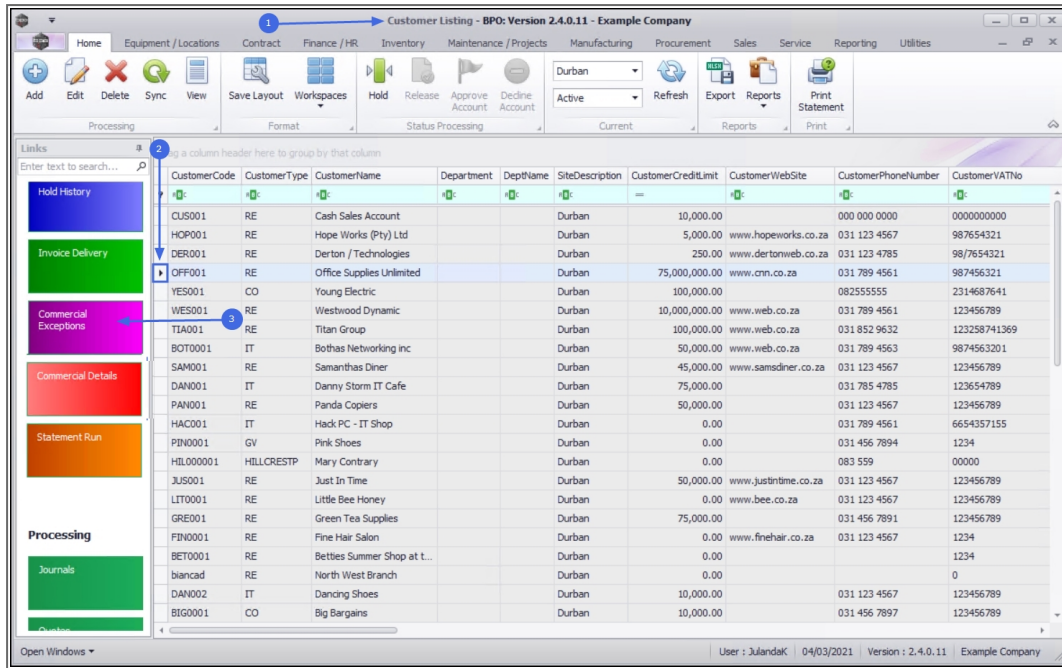 1
Customer Listing - BPO: Version 2.4.0.11 - Example Company
Home Equipment / Locations Contract Finance / HR Inventory Maintenance / Projects Manufacturing Procurement Sales Service Reporting Utilities
Add Edit Delete Sync View Save Layout Workspaces Hold Release Approve Account Decline Account Durban Active Refresh Export Reports Print Statement
Processing Format Status Processing Current Reports Print
Links
2
a column header here to group by that column
Enter text to search...
CustomerCode CustomerType CustomerName Department DeptName SiteDescription CustomerCreditLimit CustomerWebSite CustomerPhoneNumber CustomerVATNo
Hold History
Invoice Delivery
Commercial Exceptions
3
Commercial Details
Statement Run
Processing
Journals
CUS001 RE Cash Sales Account Durban 10,000.00 000 000 0000 0000000000
HOP001 RE Hope Works (Pty) Ltd Durban 5,000.00 www.hopeworks.co.za 031 123 4567 987654321
DER001 RE Derton / Technologies Durban 250.00 www.dertonweb.co.za 031 123 4785 98/7654321
OFF001 RE Office Supplies Unlimited Durban 75,000,000.00 www.cnn.co.za 031 789 4561 987456321
YES001 CO Young Electric Durban 100,000.00 082555555 2314687641
WES001 RE Westwood Dynamic Durban 10,000,000.00 www.web.co.za 031 789 4561 123456789
TIA001 RE Titan Group Durban 100,000.00 www.web.co.za 031 852 9632 123258741369
BOT0001 IT Bothas Networking inc Durban 50,000.00 www.web.co.za 031 789 4563 9874563201
SAM001 RE Samanthas Diner Durban 45,000.00 www.samsdiner.co.za 031 123 4567 123456789
DAN001 IT Danny Storm IT Cafe Durban 75,000.00 031 785 4785 123654789
PAN001 RE Panda Copiers Durban 50,000.00 031 123 4567 123456789
HAC001 IT Hack PC - IT Shop Durban 0.00 031 789 4561 6654357155
PIN0001 GV Pink Shoes Durban 0.00 031 456 7894 1234
HIL000001 HILLCRESTP Mary Contrary Durban 0.00 083 559 00000
JUS001 RE Just In Time Durban 50,000.00 www.justintime.co.za 031 123 4567 123456789
LIT0001 RE Little Bee Honey Durban 0.00 www.bee.co.za 031 123 4567 123456789
GRE001 RE Green Tea Supplies Durban 75,000.00 031 456 7891 123456789
FIN0001 RE Fine Hair Salon Durban 0.00 www.finehair.co.za 031 123 4567 1234
BET0001 RE Betties Summer Shop at t... Durban 0.00 1234
biancad RE North West Branch Durban 0.00 0
DAN002 IT Dancing Shoes Durban 10,000.00 031 123 4567 123456789
BIG0001 CO Big Bargains Durban 10,000.00 031 456 7897 123456789
Open Windows User : JulandaK 04/03/2021 Version : 2.4.0.11 Example Company